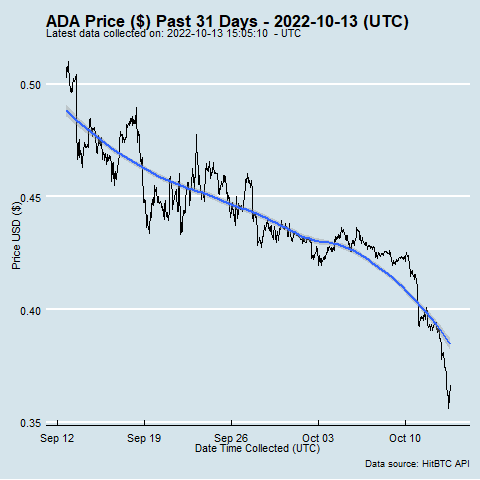 ADA Price ($) Past 31 Days - 2022-10-13 (UTC)
Latest data collected on: 2022-10-13 15:05:10 - UTC
0.50
0.45
0.40
0.35
Price USD ($)
Sep 12
Sep 19
Sep 26
Oct 03
Oct 10
Date Time Collected (UTC)
Data source: HitBTC API